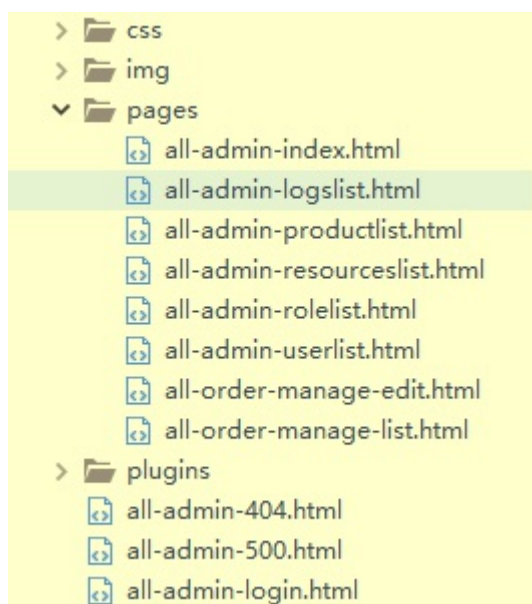 css
img
pages
all-admin-index.html
all-admin-logslist.html
all-admin-productlist.html
all-admin-resourceslist.html
all-admin-rolelist.html
all-admin-userlist.html
all-order-manage-edit.html
all-order-manage-list.html
plugins
all-admin-404.html
all-admin-500.html
all-admin-login.html